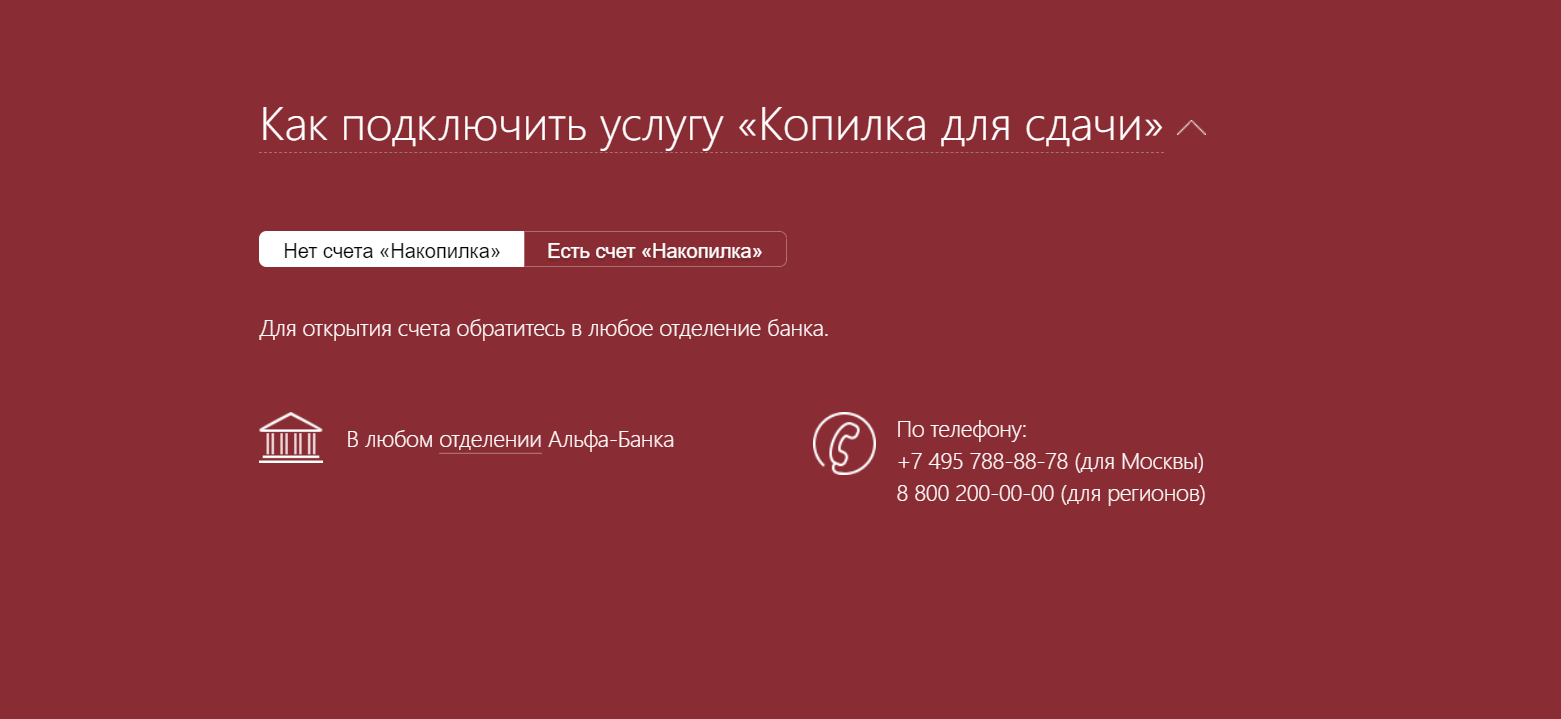 Как подключить услугу «Копилка для сдачи»
Нет счета «Накопилка»
Есть счет «Накопилка»
Для открытия счета обратитесь в любое отделение банка.
В любом отделении Альфа-Банка
По телефону:
+7 495 788-88-78 (для Москвы)
8 800 200-00-00 (для регионов)